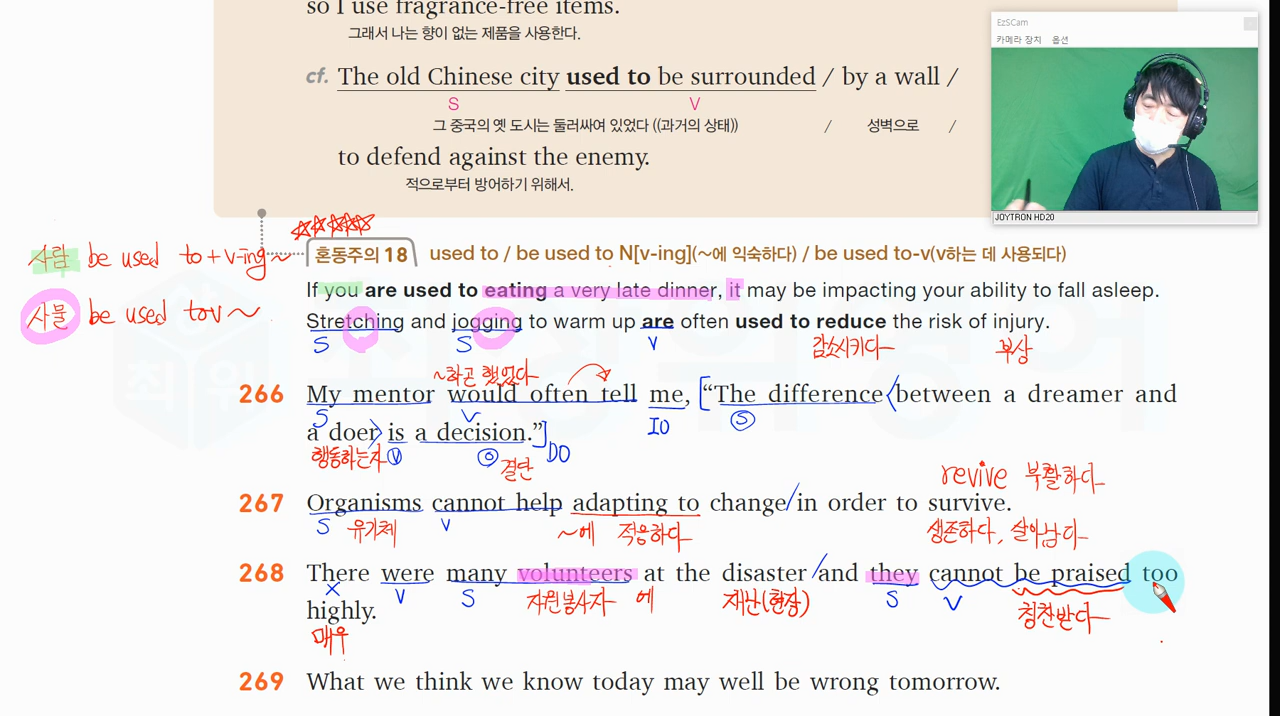 so I use fragrance-free items.
그래서 나는 향이 없는 제품을 사용한다.
EzSCam
카메라 장치 옵션
cf. The old Chinese city used to be surrounded / by a wall /
S V
그 중국의 옛 도시는 둘러싸여 있었다 ((과거의 상태)) / 성벽으로 /
to defend against the enemy.
적으로부터 방어하기 위해서.
JOYTRON HD20
사람 be used to+v-ing~
혼동주의 18 used to / be used to N[v-ing](~에 익숙하다) / be used to-v(v하는 데 사용되다)
If you are used to eating a very late dinner, it may be impacting your ability to fall asleep.
사물 be used to v ~
Stretching and jogging to warm up are often used to reduce the risk of injury.
S S V 감소시키다 부상
~하곤 했었다
266 My mentor would often tell me, ["The difference <between a dreamer and
S V IO S
a doer> is a decision."] DO
행동하는자 V 결단
revive 부활하다
267 Organisms cannot help adapting to change / in order to survive.
S 유기체 V ~에 적응하다 생존하다, 살아남다
268 There were many volunteers at the disaster / and they cannot be praised too
X V S 자원봉사자 에 재난(현장) S V 칭찬받다
highly.
매우
269 What we think we know today may well be wrong tomorrow.